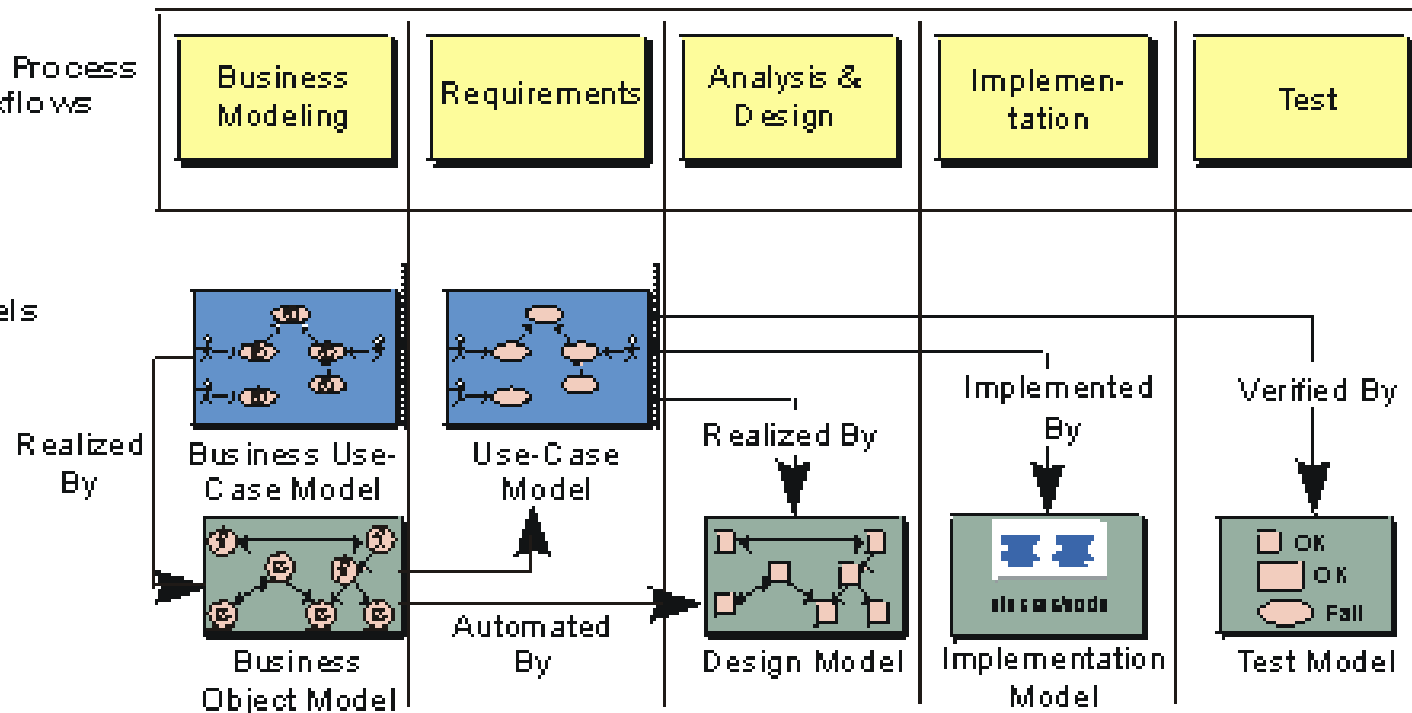 Process
Business
Modeling
Requirements
Analysis &
Design
Implemen-
tation
Test
Realized
By
Business Use-
Case Model
Use-Case
Model
Realized By
Implemented
By
Verified By
OK
OK
Fail
Automated
By
Business
Object Model
Design Model
Implementation
Model
Test Model